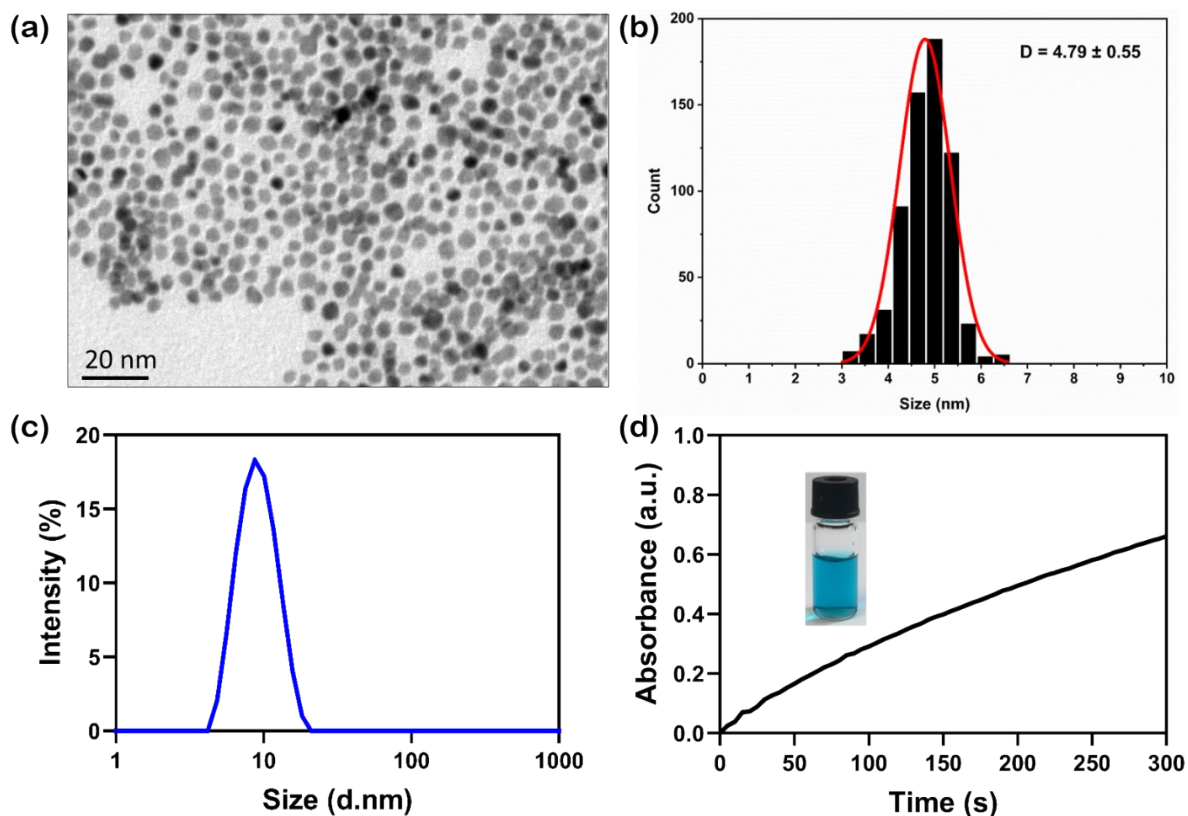 (a)
20 nm
(b)
D = 4.79 ± 0.55
Count
200
150
100
50
0
0 1 2 3 4 5 6 7 8 9 10
Size (nm)
(c)
Intensity (%)
20
15
10
5
0
1 10 100 1000
Size (d.nm)
(d)
Absorbance (a.u.)
1.0
0.8
0.6
0.4
0.2
0.0
0 50 100 150 200 250 300
Time (s)